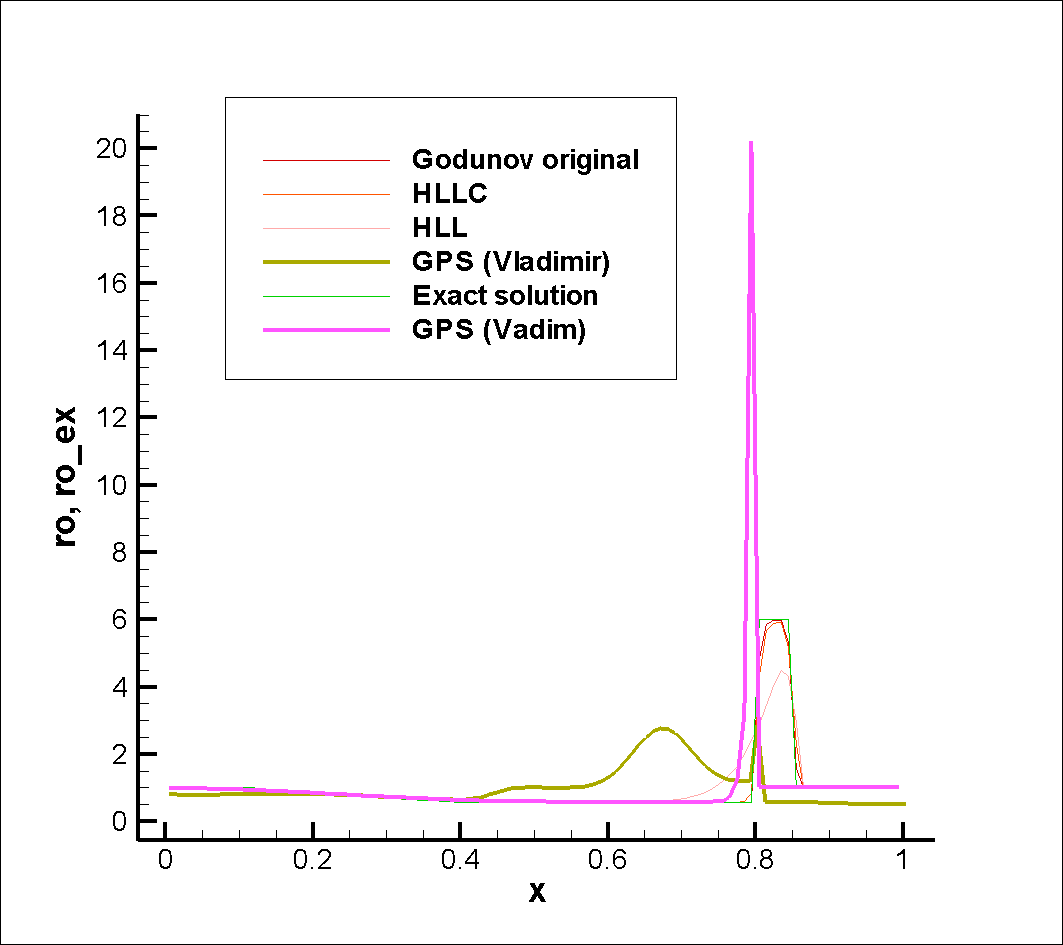 Godunov original
HLLC
HLL
GPS (Vladimir)
Exact solution
GPS (Vadim)
20
18
16
14
12
10
8
6
4
2
0
ro, ro_ex
0 0.2 0.4 0.6 0.8 1
x